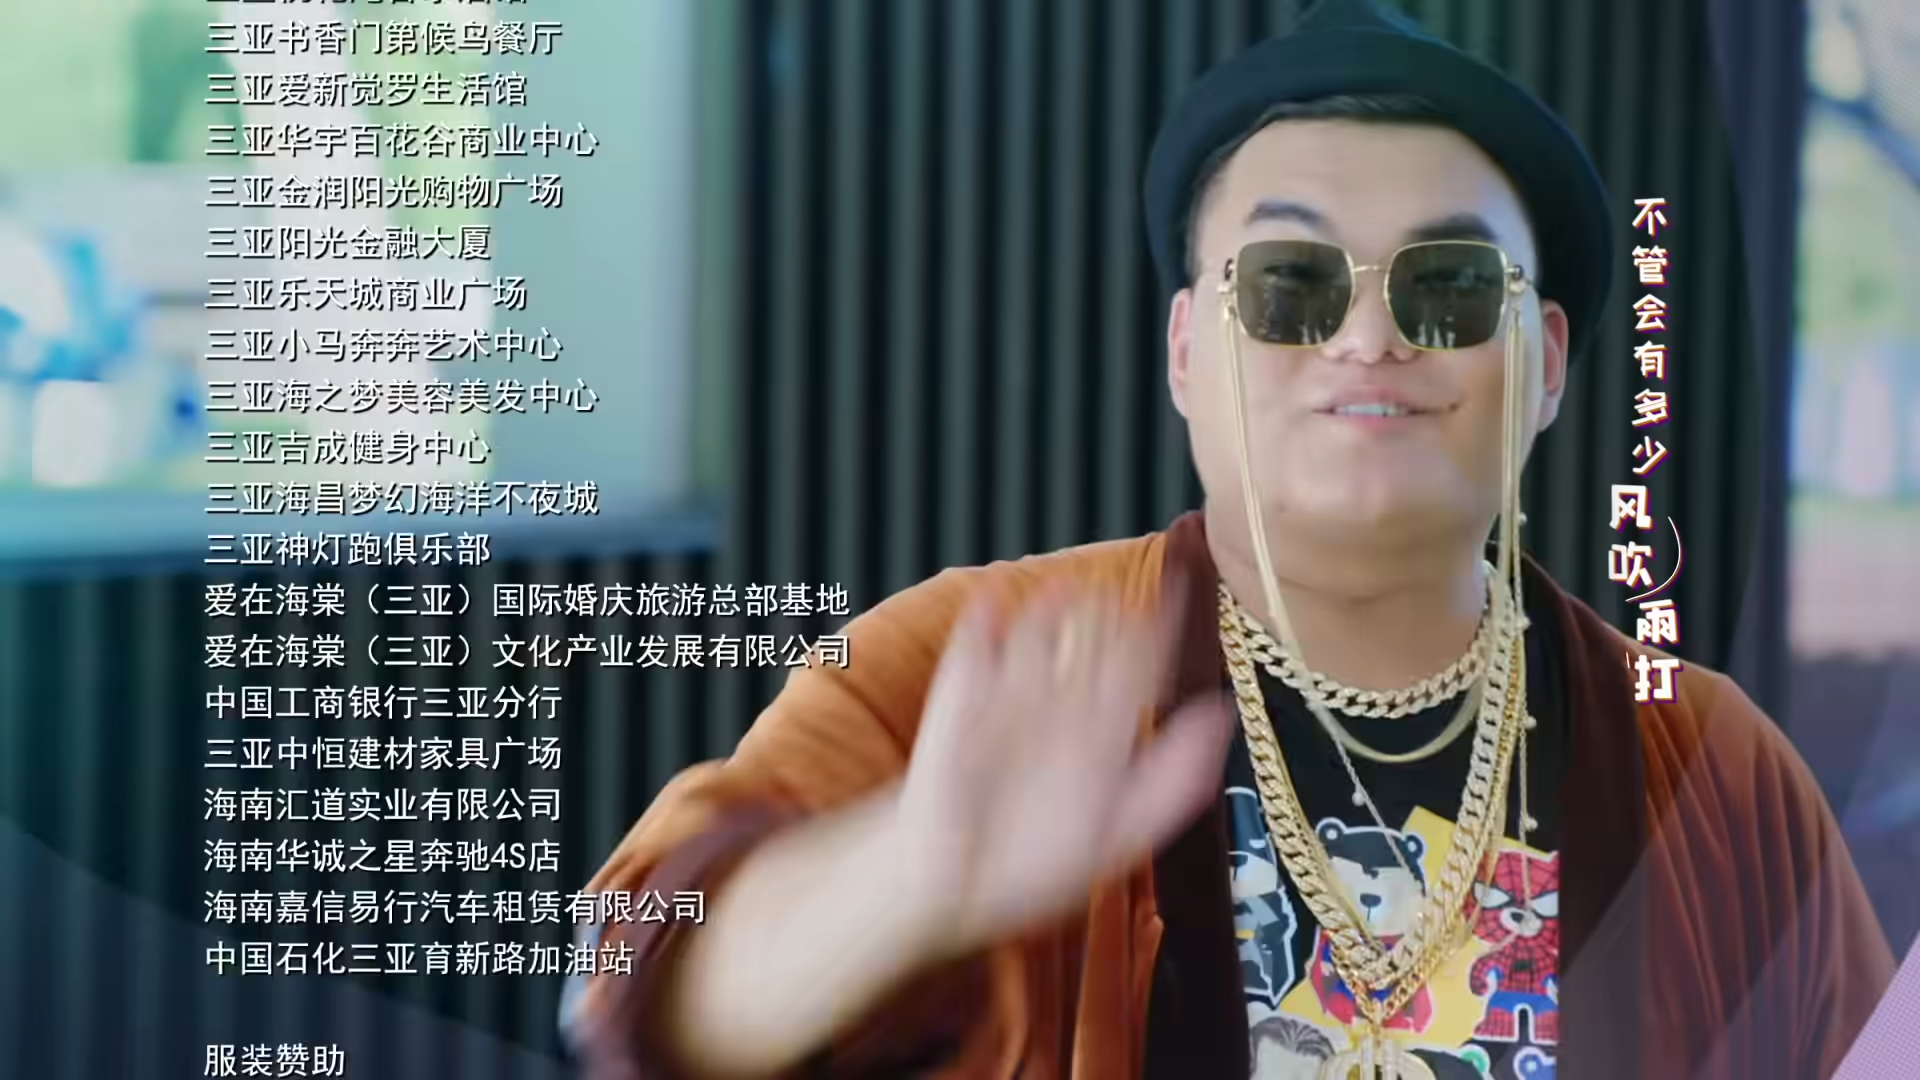 三亚书香门第候鸟餐厅
三亚爱新觉罗生活馆
三亚华宇百花谷商业中心
三亚金润阳光购物广场
三亚阳光金融大厦
三亚乐天城商业广场
三亚小马奔奔艺术中心
三亚海之梦美容美发中心
三亚吉成健身中心
三亚海昌梦幻海洋不夜城
三亚神灯跑俱乐部
爱在海棠（三亚）国际婚庆旅游总部基地
爱在海棠（三亚）文化产业发展有限公司
中国工商银行三亚分行
三亚中恒建材家具广场
海南汇道实业有限公司
海南华诚之星奔驰4S店
海南嘉信易行汽车租赁有限公司
中国石化三亚育新路加油站
服装赞助
不管会有多少风吹雨打